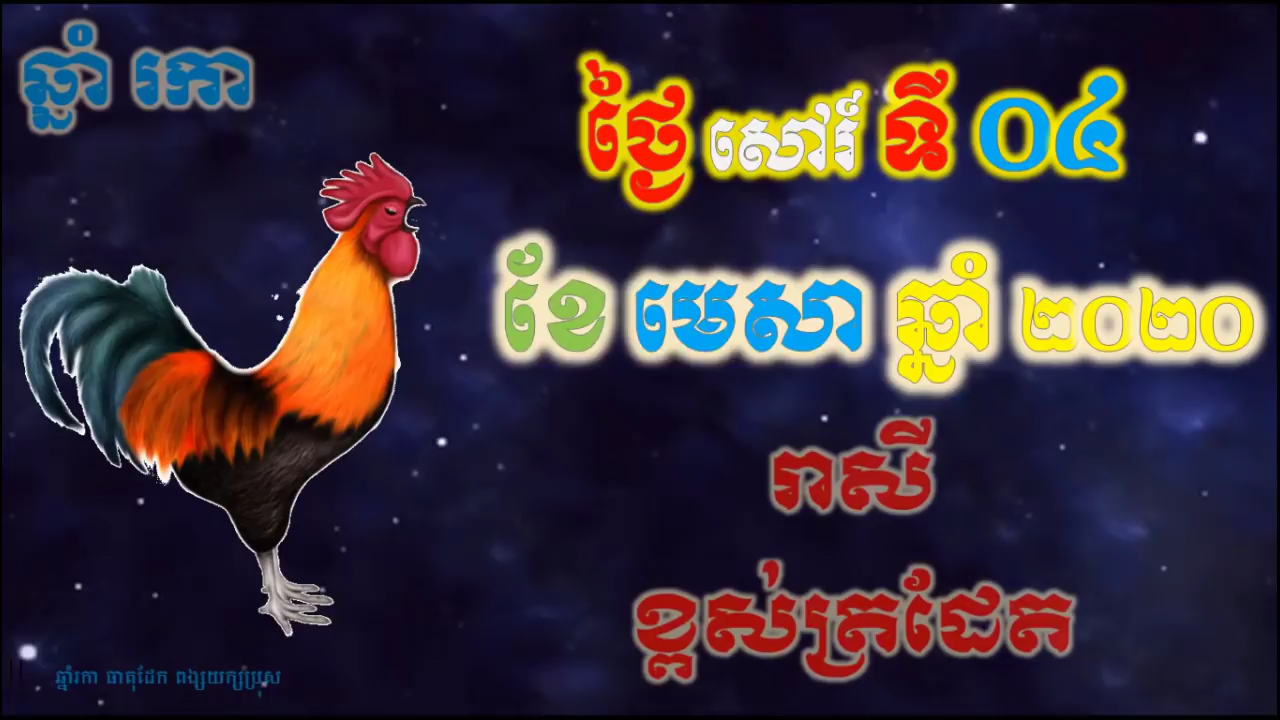 ឆ្នាំ រកា
ថ្ងៃ សៅរ៍ ទី ០៤
ខែ មេសា ឆ្នាំ ២០២០
រាសី
ខ្ពស់ត្រដែត
ឆ្នាំរកា ធាតុដែក ពង្សយក្សប្រុស